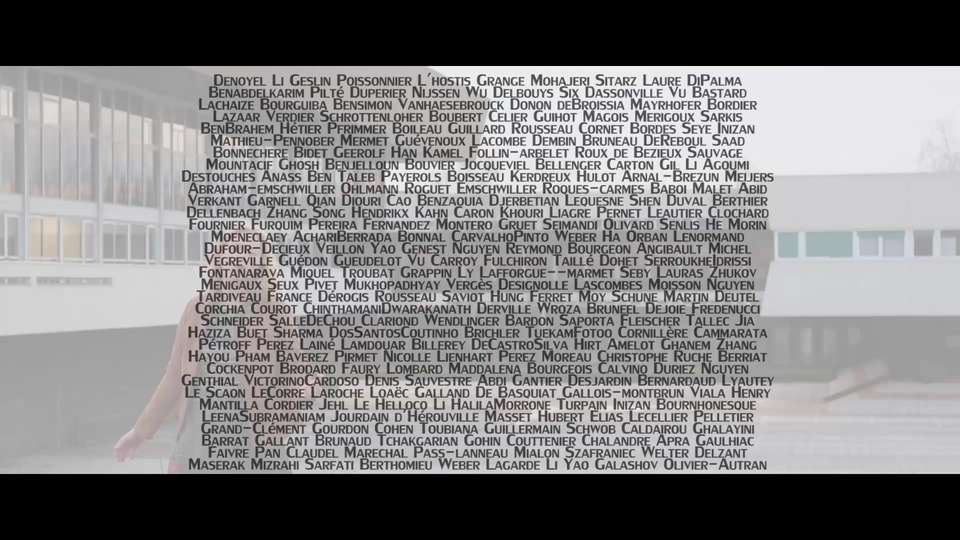 Denoyel Li Geslin Poissonnier L'hostis Grange Mohajeri Sitarz Laure DiPalma
Benabdelkarim Pilté Duperier Nijssen Wu Delbouys Six Dassonville Vu Bastard
Lachaize Bourguiba Bensimon Vanhaesebrouck Donon deBroissia Mayrhofer Bordier
Lazaar Verdier Schrottenloher Boubert Celier Guihot Magois Merigoux Sarkis
BenBrahem Hétier Pfrimmer Boileau Guillard Rousseau Cornet Bordes Seye Inizan
Mathieu-Pennober Mermet Guévenoux Lacombe Dembin Bruneau DeReboul Saad
Bonnechere Bidet Geerolf Han Kamel Follin-arbelet Roux de Bezieux Sauvage
Mountacif Ghosh Benjelloun Bouvier Jocqueviel Bellenger Carton Gil Li Agoumi
Destouches Anass Ben Taleb Payerols Boisseau Kerdreux Hulot Arnal-Brezun Meijers
Abraham-emschwiller Ohlmann Roguet Emschwiller Roques-carmes Baboi Malet Abid
Verkant Garnell Qian Diouri Cao Benzaquia Djerbetian Lequesne Shen Duval Berthier
Dellenbach Zhang Song Hendrikx Kahn Caron Khouri Liagre Pernet Leautier Clochard
Fournier Furquim Pereira Fernandez Montero Gruet Seimandi Olivard Senlis He Morin
Moeneclaey AchariBerrada Bonnal CarvalhoPinto Weber Ha Orban Lenormand
Dufour-Decieux Veillon Yao Genest Nguyen Reymond Bourgeon Angibault Michel
Vegreville Guédon Gueudelot Vu Carroy Fulchiron Taillé Dohet SerroukheIdrissi
Fontanarava Miquel Troubat Grappin Ly Lafforgue--marmet Seby Lauras Zhukov
Menigaux Seux Pivet Mukhopadhyay Vergès Designolle Lascombes Moisson Nguyen
Tardiveau France Dérogis Rousseau Saviot Hung Ferret Moy Schune Martin Deutel
Corchia Courot ChinthamaniDwarakanath Derville Wroza Bruneel Dejoie Fredenucci
Schneider SalleDeChou Clariond Wendlinger Bardon Saporta Fleischer Tallec Jia
Haziza Buet Sharma DosSantosCoutinho Brichler TuekamFotoo Cornillère Cammarata
Pétroff Perez Lainé Lamdouar Billerey DeCastroSilva Hirt Amelot Ghanem Zhang
Hayou Pham Baverez Pirmet Nicolle Lienhart Perez Moreau Christophe Ruche Berriat
Cockenpot Brodard Faury Lombard Maddalena Bourgeois Calvino Duriez Nguyen
Genthial VictorinoCardoso Denis Sauvestre Abdi Gantier Desjardin Bernardaud Lyautey
Le Scaon LeCorre Laroche Loaëc Galland De Basquiat Gallois-montbrun Viala Henry
Mantilla Cordier Jehl Le Helloco Li HalilaMorrone Turpain Inizan Bournhonesque
LeenaSubramaniam Jourdain d'Hérouville Masset Hubert Elias Lecellier Pelletier
Grand-Clément Gourdon Cohen Toubiana Guillermain Schwob Caldairou Ghalayini
Barrat Gallant Brunaud Tchakgarian Gohin Couttenier Chalandre Apra Gaulhiac
Faivre Pan Claudel Marechal Pass-lanneau Mialon Szafraniec Welter Delzant
Maserak Mizrahi Sarfati Berthomieu Weber Lagarde Li Yao Galashov Olivier-Autran